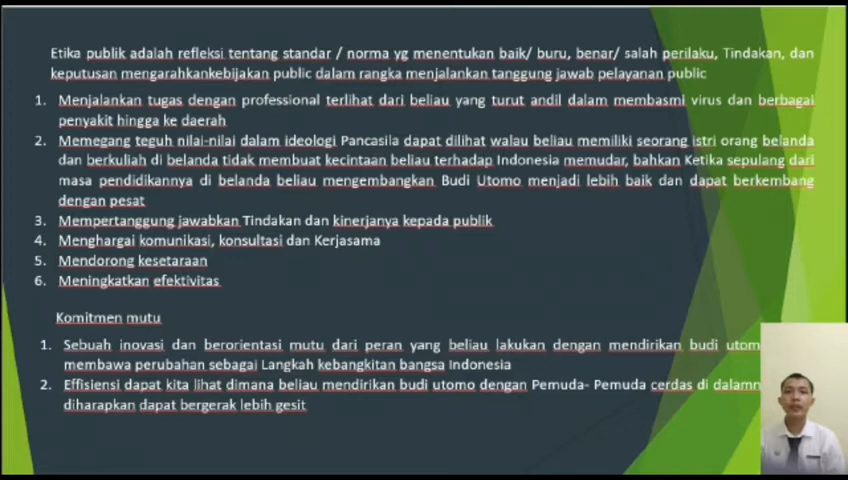 Etika publik adalah refleksi tentang standar / norma yg menentukan baik/ buru, benar/ salah perilaku, Tindakan, dan
keputusan mengarahkankebijakan public dalam rangka menjalankan tanggung jawab pelayanan public
1. Menjalankan tugas dengan professional terlihat dari beliau yang turut andil dalam membasmi virus dan berbagai
penyakit hingga ke daerah
2. Memegang teguh nilai-nilai dalam ideologi Pancasila dapat dilihat walau beliau memiliki seorang istri orang belanda
dan berkuliah di belanda tidak membuat kecintaan beliau terhadap Indonesia memudar, bahkan Ketika sepulang dari
masa pendidikannya di belanda beliau mengembangkan Budi Utomo menjadi lebih baik dan dapat berkembang
dengan pesat
3. Mempertanggung jawabkan Tindakan dan kinerjanya kepada publik
4. Menghargai komunikasi, konsultasi dan Kerjasama
5. Mendorong kesetaraan
6. Meningkatkan efektivitas
Komitmen mutu
1. Sebuah inovasi dan berorientasi mutu dari peran yang beliau lakukan dengan mendirikan budi utom
membawa perubahan sebagai Langkah kebangkitan bangsa Indonesia
2. Effisiensi dapat kita lihat dimana beliau mendirikan budi utomo dengan Pemuda- Pemuda cerdas di dalamn
diharapkan dapat bergerak lebih gesit